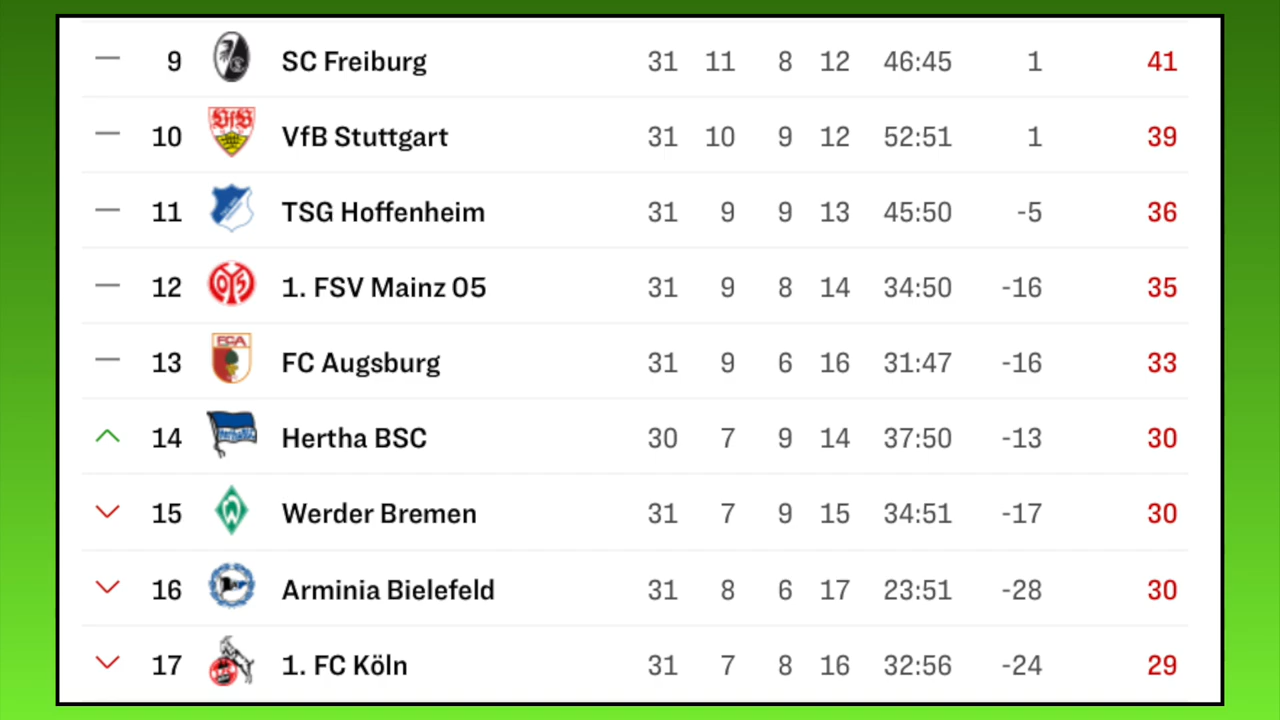 9 SC Freiburg 31 11 8 12 46:45 1 41
10 VfB Stuttgart 31 10 9 12 52:51 1 39
11 TSG Hoffenheim 31 9 9 13 45:50 -5 36
12 1. FSV Mainz 05 31 9 8 14 34:50 -16 35
13 FC Augsburg 31 9 6 16 31:47 -16 33
14 Hertha BSC 30 7 9 14 37:50 -13 30
15 Werder Bremen 31 7 9 15 34:51 -17 30
16 Arminia Bielefeld 31 8 6 17 23:51 -28 30
17 1. FC Köln 31 7 8 16 32:56 -24 29